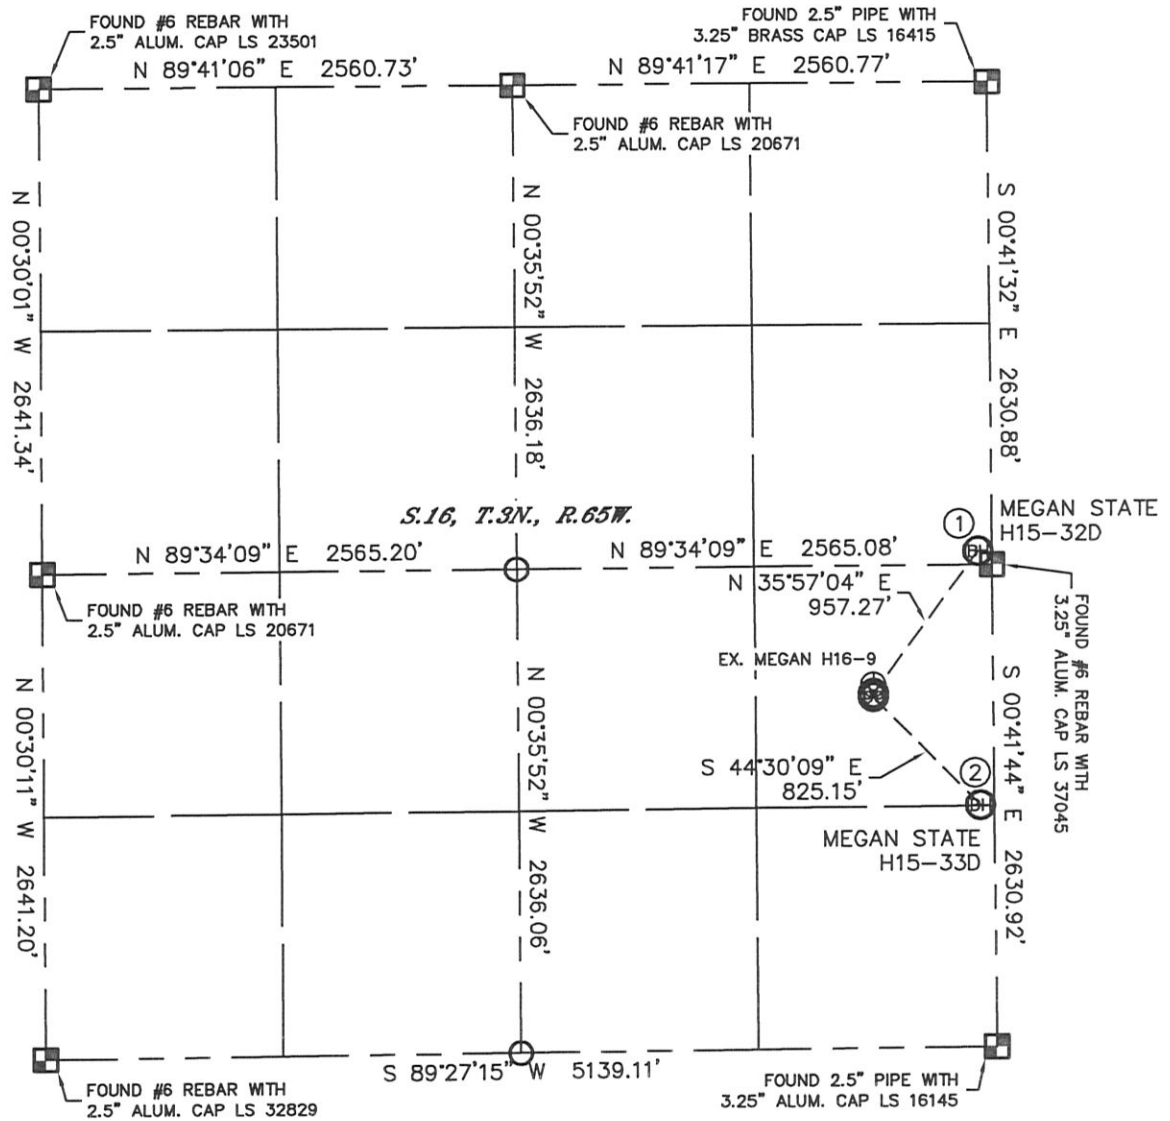 FOUND #6 REBAR WITH
2.5" ALUM. CAP LS 23501
FOUND 2.5" PIPE WITH
3.25" BRASS CAP LS 16415
N 89°41'06" E 2560.73'
N 89°41'17" E 2560.77'
FOUND #6 REBAR WITH
2.5" ALUM. CAP LS 20671
N 00°30'01" W 2641.34'
N 00°35'52" W 2636.18'
S 00°41'32" E 2630.88'
S.16, T.3N., R.65W.
1
MEGAN STATE
H15-32D
N 89°34'09" E 2565.20'
N 89°34'09" E 2565.08'
N 35°57'04" E
957.27'
FOUND #6 REBAR WITH
2.5" ALUM. CAP LS 20671
FOUND #6 REBAR WITH
3.25" ALUM. CAP LS 37045
EX. MEGAN H16-9
N 00°30'11" W 2641.20'
N 00°35'52" W 2636.06'
S 00°41'44" E 2630.92'
S 44°30'09" E
825.15'
2
MEGAN STATE
H15-33D
S 89°27'15" W 5139.11'
FOUND #6 REBAR WITH
2.5" ALUM. CAP LS 32829
FOUND 2.5" PIPE WITH
3.25" ALUM. CAP LS 16145